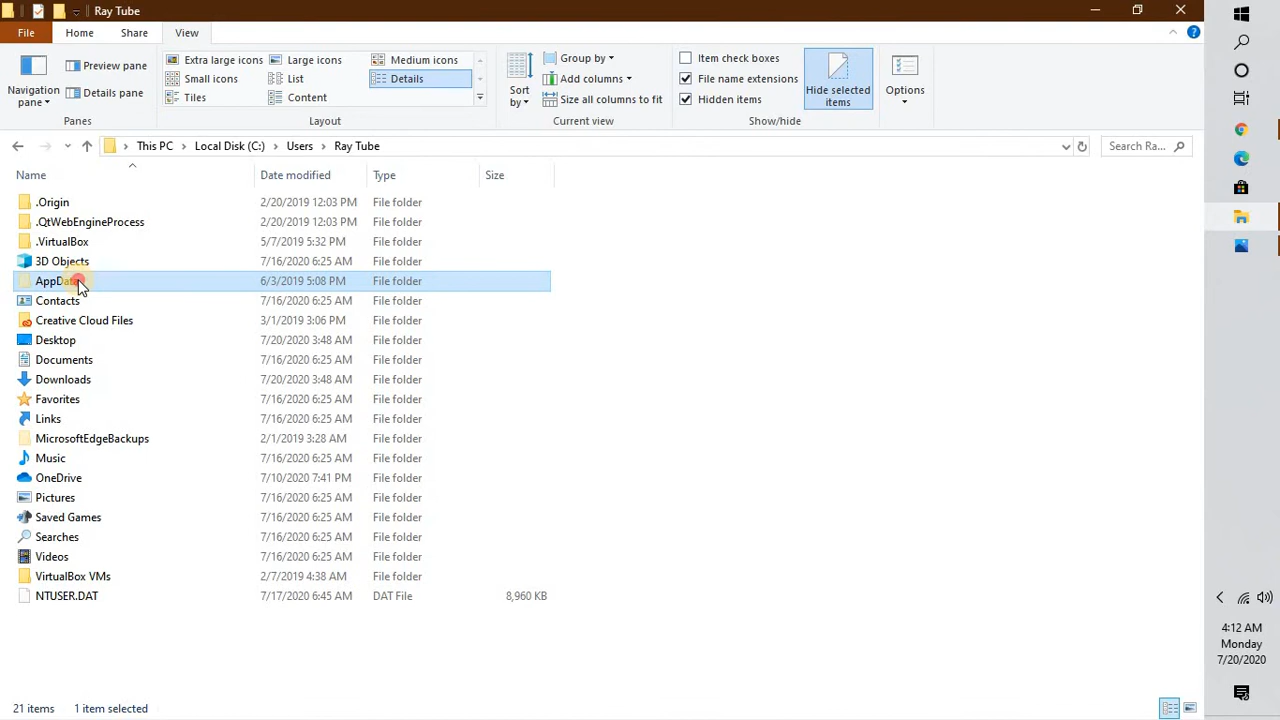 Ray Tube
File Home Share View
Navigation pane
Preview pane
Details pane
Panes
Extra large icons Large icons Medium icons
Small icons List Details
Tiles Content
Layout
Sort by
Group by
Add columns
Size all columns to fit
Current view
Item check boxes
File name extensions
Hidden items
Hide selected items
Show/hide
Options
This PC Local Disk (C:) Users Ray Tube
Search Ra...
Name Date modified Type Size
.Origin 2/20/2019 12:03 PM File folder
.QtWebEngineProcess 2/20/2019 12:03 PM File folder
.VirtualBox 5/7/2019 5:32 PM File folder
3D Objects 7/16/2020 6:25 AM File folder
AppData 6/3/2019 5:08 PM File folder
Contacts 7/16/2020 6:25 AM File folder
Creative Cloud Files 3/1/2019 3:06 PM File folder
Desktop 7/20/2020 3:48 AM File folder
Documents 7/16/2020 6:25 AM File folder
Downloads 7/20/2020 3:48 AM File folder
Favorites 7/16/2020 6:25 AM File folder
Links 7/16/2020 6:25 AM File folder
MicrosoftEdgeBackups 2/1/2019 3:28 AM File folder
Music 7/16/2020 6:25 AM File folder
OneDrive 7/10/2020 7:41 PM File folder
Pictures 7/16/2020 6:25 AM File folder
Saved Games 7/16/2020 6:25 AM File folder
Searches 7/16/2020 6:25 AM File folder
Videos 7/16/2020 6:25 AM File folder
VirtualBox VMs 2/7/2019 4:38 AM File folder
NTUSER.DAT 7/17/2020 6:45 AM DAT File 8,960 KB
21 items 1 item selected
4:12 AM
Monday
7/20/2020